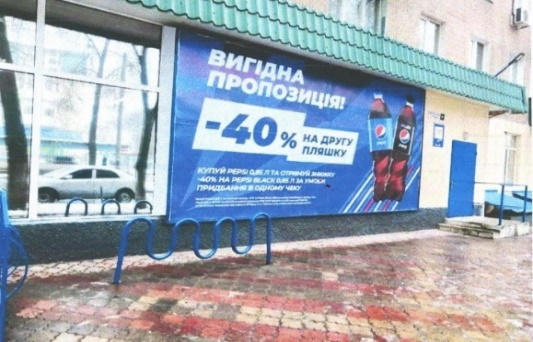 ВИГІДНА
ПРОПОЗИЦІЯ!
-40%
НА ДРУГУ
ПЛЯШКУ
КУПУЙ PEPSI 0,85 Л ТА ОТРИМУЙ ЗНИЖКУ
-40% НА PEPSI BLACK 0,85 Л ЗА УМОВИ
ПРИДБАННЯ В ОДНОМУ ЧЕКУ